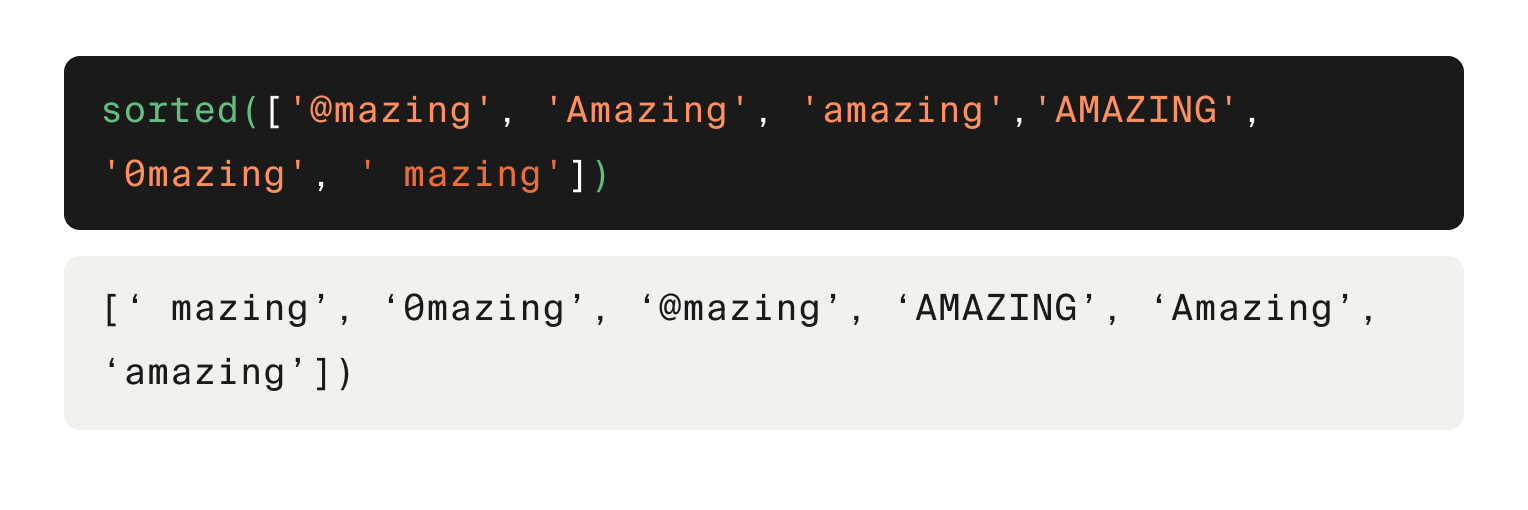 sorted(['@mazing', 'Amazing', 'amazing','AMAZING',
'0mazing', ' mazing'])
[‘ mazing’, ‘0mazing’, ‘@mazing’, ‘AMAZING’, ‘Amazing’,
‘amazing’])